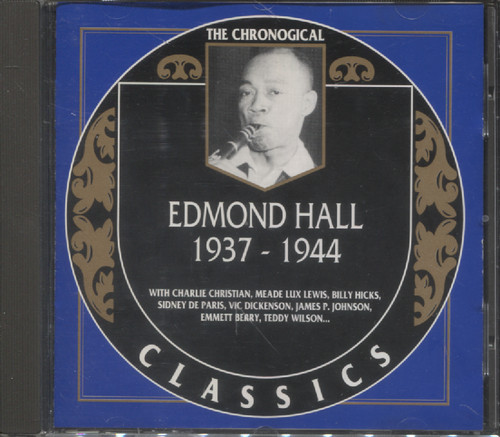 THE CHRONOGICAL
EDMOND HALL
1937 - 1944
WITH CHARLIE CHRISTIAN, MEADE LUX LEWIS, BILLY HICKS,
SIDNEY DE PARIS, VIC DICKENSON, JAMES P. JOHNSON,
EMMETT BERRY, TEDDY WILSON...
CLASSICS